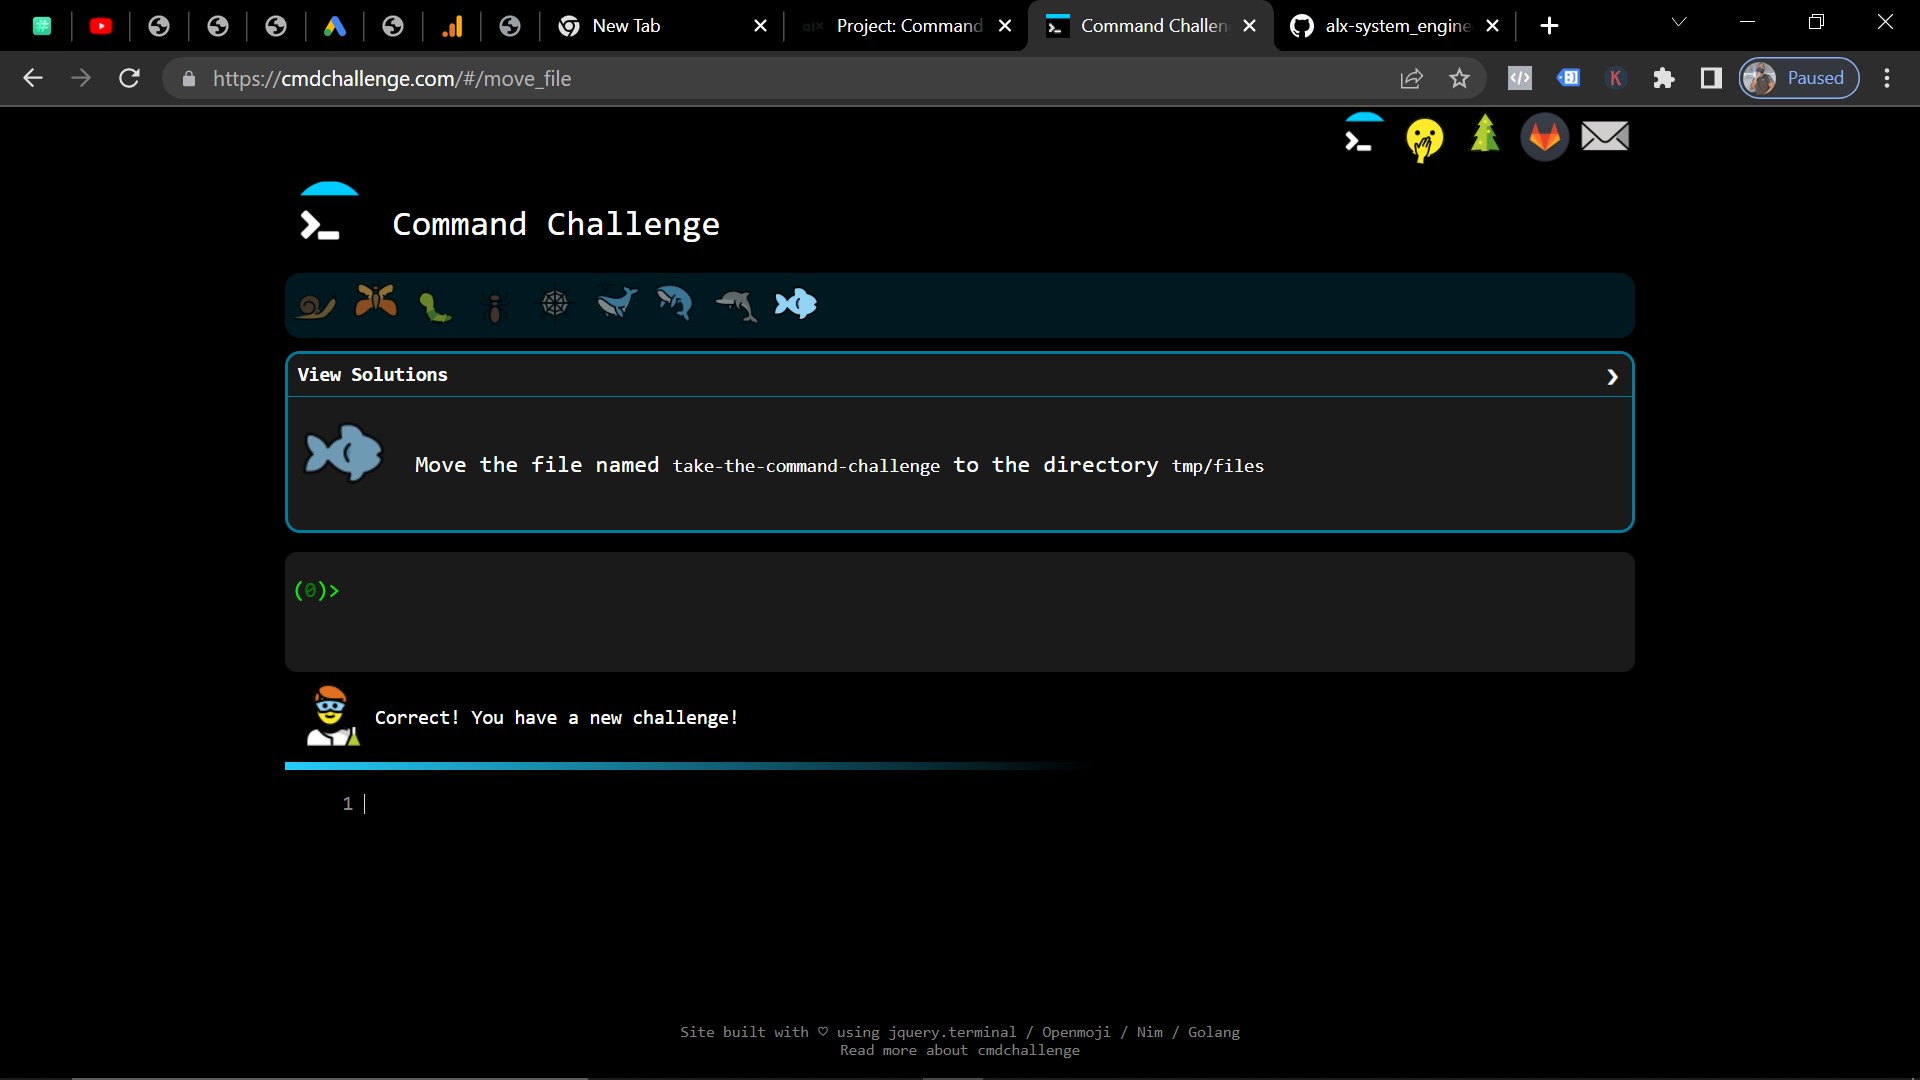 New Tab
Project: Command
Command Challen
alx-system_engine
https://cmdchallenge.com/#/move_file
K
Paused
Command Challenge
View Solutions
Move the file named take-the-command-challenge to the directory tmp/files
(0)>
Correct! You have a new challenge!
1
Site built with ♡ using jquery.terminal / Openmoji / Nim / Golang
Read more about cmdchallenge